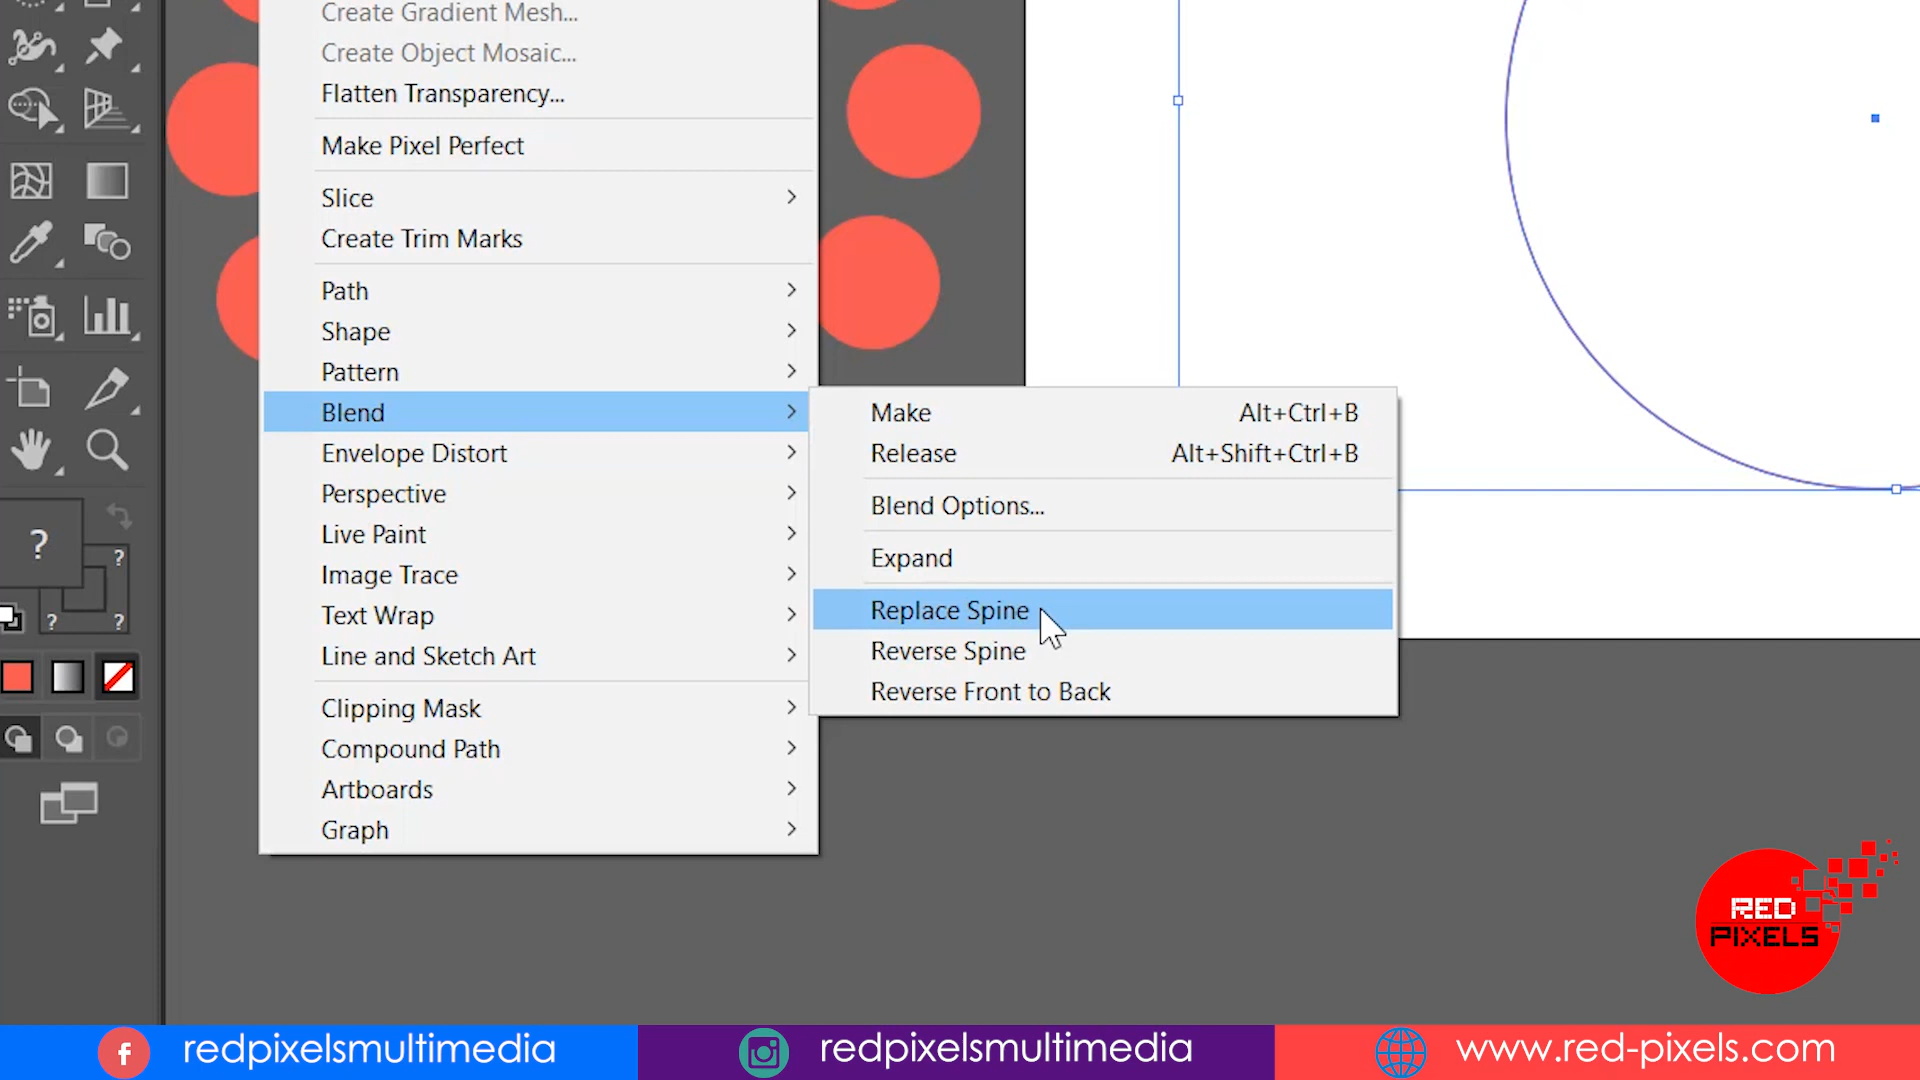 Create Gradient Mesh...
Create Object Mosaic...
Flatten Transparency...
Make Pixel Perfect
Slice
Create Trim Marks
Path
Shape
Pattern
Blend
Envelope Distort
Perspective
Live Paint
Image Trace
Text Wrap
Line and Sketch Art
Clipping Mask
Compound Path
Artboards
Graph
Make Alt+Ctrl+B
Release Alt+Shift+Ctrl+B
Blend Options...
Expand
Replace Spine
Reverse Spine
Reverse Front to Back
?
?
? ?
RED
PIXELS
f redpixelsmultimedia
redpixelsmultimedia
www.red-pixels.com